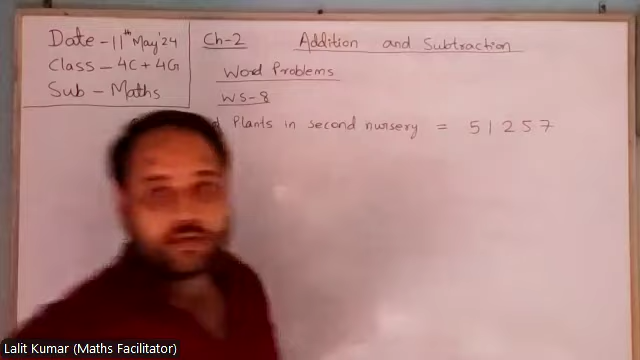 Date - 11th May'24
Class - 4C + 4G
Sub - Maths
Ch-2 Addition and Subtraction
Word Problems
WS-8
Plants in second nursery = 51257
Lalit Kumar (Maths Facilitator)